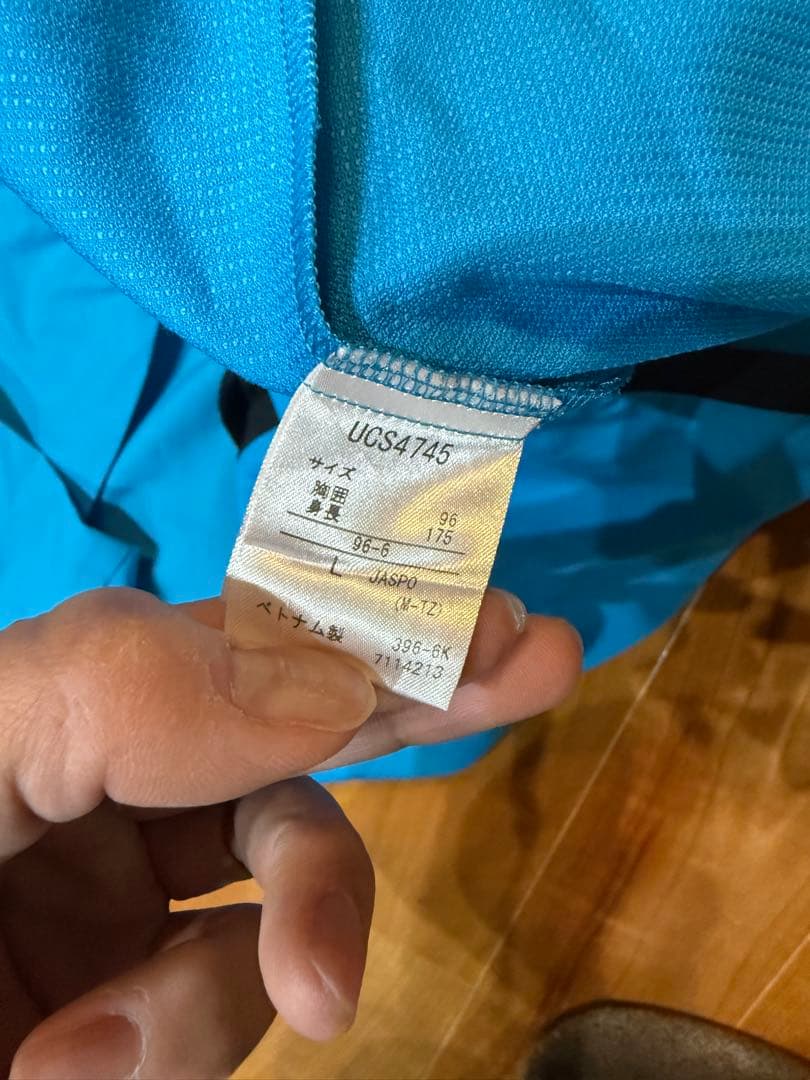 UCS4745
サイズ
胸囲 96
身長 175
96-6
L JASPO
(M-TZ)
ベトナム製
396-6K
7114213